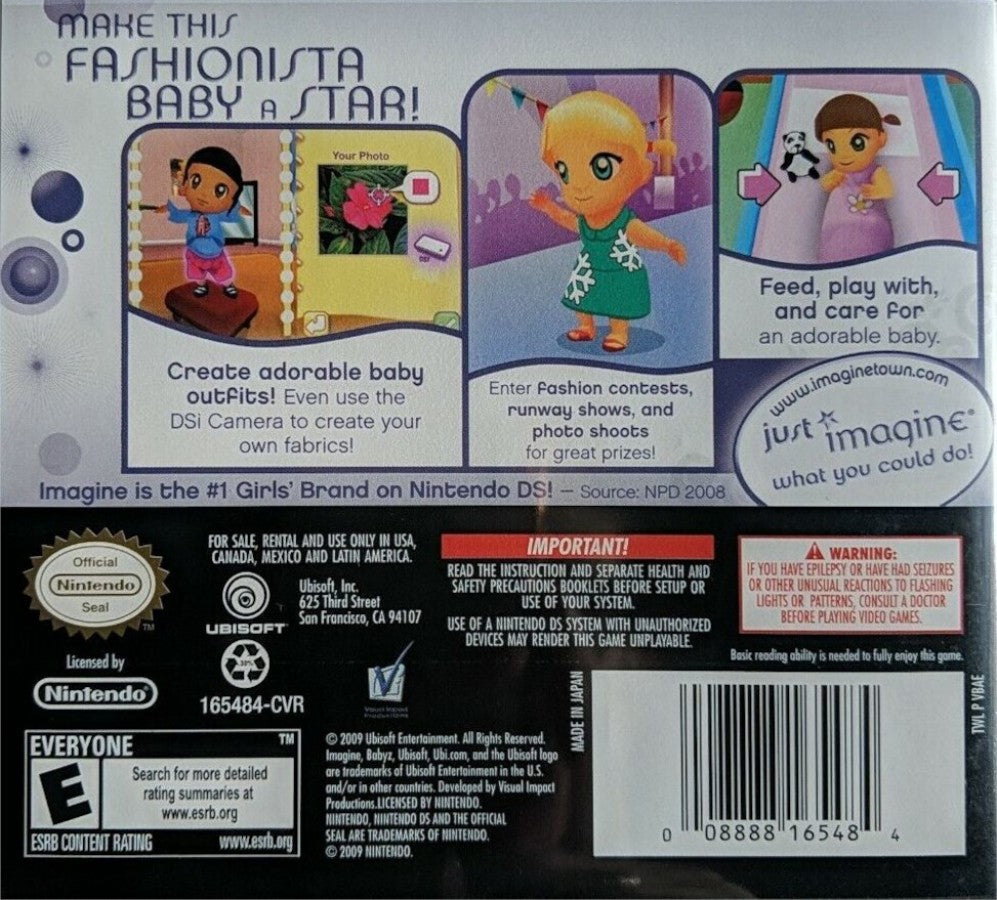 MAKE THIS
FASHIONISTA
BABY A STAR!
Your Photo
DSi
Create adorable baby
outfits! Even use the
DSi Camera to create your
own fabrics!
Enter fashion contests,
runway shows, and
photo shoots
for great prizes!
Feed, play with,
and care for
an adorable baby.
www.imaginetown.com
just imagine®
what you could do!
Imagine is the #1 Girls' Brand on Nintendo DS! – Source: NPD 2008
Official
Nintendo
Seal
TM
Licensed by
Nintendo®
FOR SALE, RENTAL AND USE ONLY IN USA,
CANADA, MEXICO AND LATIN AMERICA.
UBISOFT™
Ubisoft, Inc.
625 Third Street
San Francisco, CA 94107
30%
165484-CVR
Visual Impact
Productions
IMPORTANT!
READ THE INSTRUCTION AND SEPARATE HEALTH AND
SAFETY PRECAUTIONS BOOKLETS BEFORE SETUP OR
USE OF YOUR SYSTEM.
USE OF A NINTENDO DS SYSTEM WITH UNAUTHORIZED
DEVICES MAY RENDER THIS GAME UNPLAYABLE.
WARNING:
IF YOU HAVE EPILEPSY OR HAVE HAD SEIZURES
OR OTHER UNUSUAL REACTIONS TO FLASHING
LIGHTS OR PATTERNS, CONSULT A DOCTOR
BEFORE PLAYING VIDEO GAMES.
Basic reading ability is needed to fully enjoy this game.
EVERYONE TM
E
Search for more detailed
rating summaries at
www.esrb.org
ESRB CONTENT RATING www.esrb.org
© 2009 Ubisoft Entertainment. All Rights Reserved.
Imagine, Babyz, Ubisoft, Ubi.com, and the Ubisoft logo
are trademarks of Ubisoft Entertainment in the U.S.
and/or in other countries. Developed by Visual Impact
Productions.LICENSED BY NINTENDO.
NINTENDO, NINTENDO DS AND THE OFFICIAL
SEAL ARE TRADEMARKS OF NINTENDO.
© 2009 NINTENDO.
MADE IN JAPAN
0 08888 16548 4
TWL P VBAE